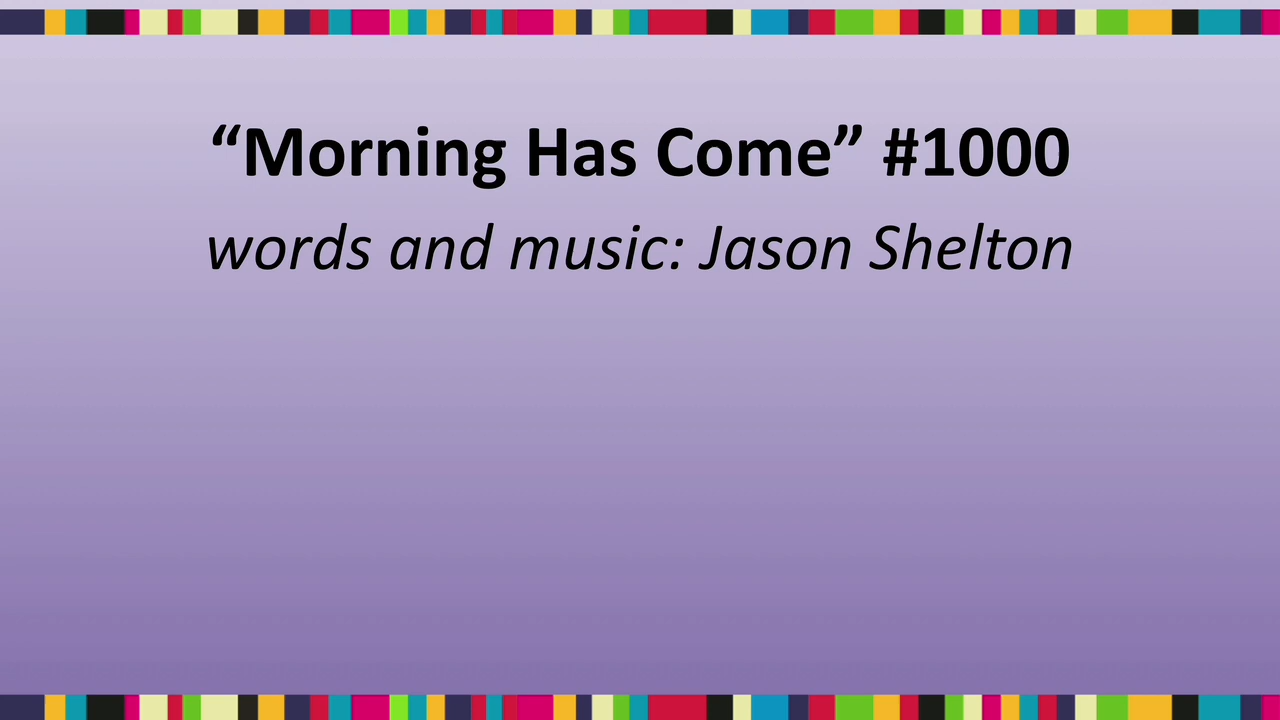 “Morning Has Come” #1000
words and music: Jason Shelton